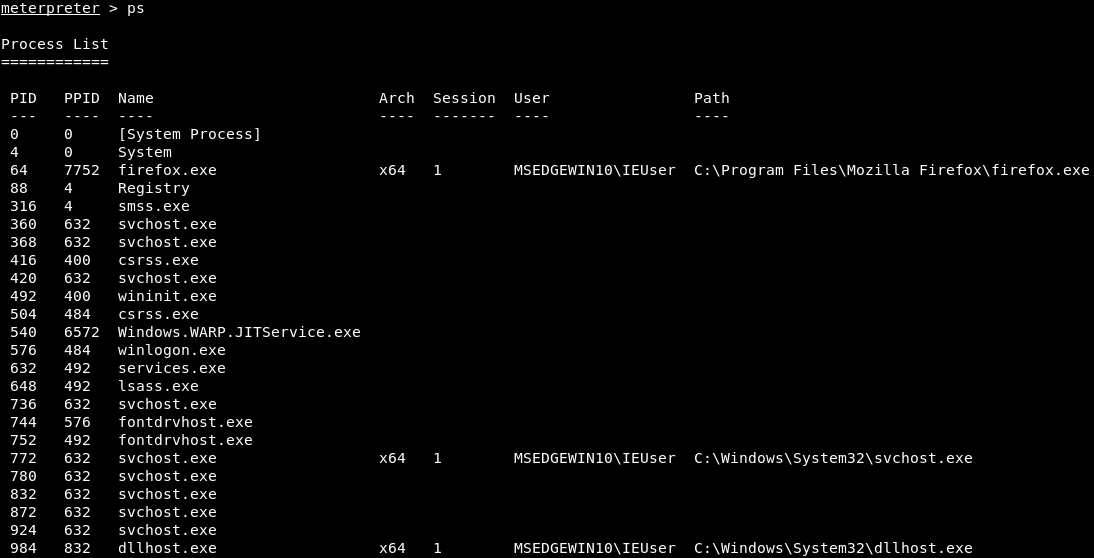 meterpreter > ps
Process List
============
PID   PPID  Name                         Arch  Session  User                Path
---   ----  ----                         ----  -------  ----                ----
0     0     [System Process]
4     0     System
64    7752  firefox.exe                  x64   1        MSEDGEWIN10\IEUser  C:\Program Files\Mozilla Firefox\firefox.exe
88    4     Registry
316   4     smss.exe
360   632   svchost.exe
368   632   svchost.exe
416   400   csrss.exe
420   632   svchost.exe
492   400   wininit.exe
504   484   csrss.exe
540   6572  Windows.WARP.JITService.exe
576   484   winlogon.exe
632   492   services.exe
648   492   lsass.exe
736   632   svchost.exe
744   576   fontdrvhost.exe
752   492   fontdrvhost.exe
772   632   svchost.exe                  x64   1        MSEDGEWIN10\IEUser  C:\Windows\System32\svchost.exe
780   632   svchost.exe
832   632   svchost.exe
872   632   svchost.exe
924   632   svchost.exe
984   832   dllhost.exe                  x64   1        MSEDGEWIN10\IEUser  C:\Windows\System32\dllhost.exe